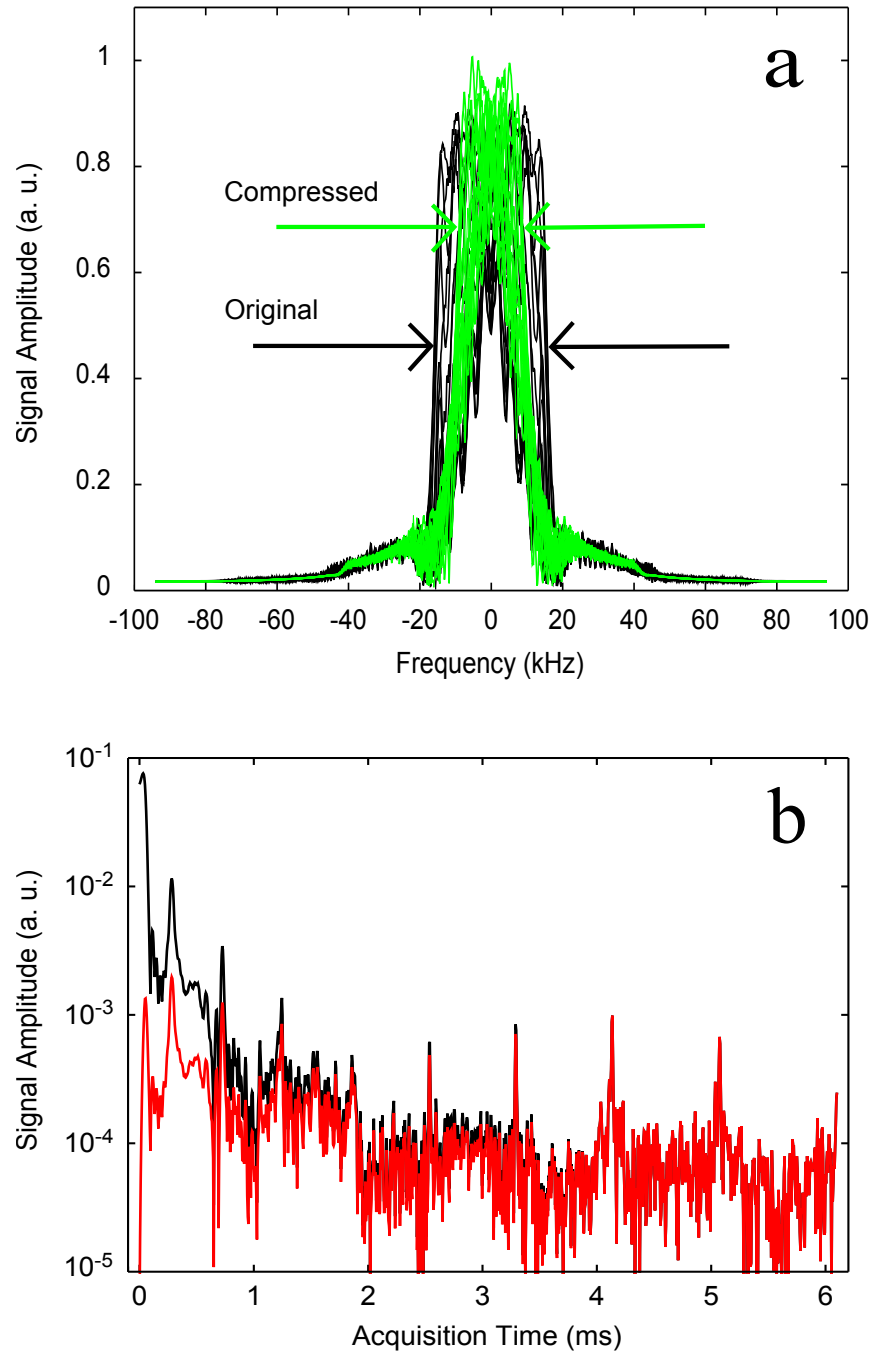 a
1
0.8
0.6
0.4
0.2
0
Signal Amplitude (a. u.)
Compressed
Original
-100 -80 -60 -40 -20 0 20 40 60 80 100
Frequency (kHz)
b
10-1
10-2
10-3
10-4
10-5
Signal Amplitude (a. u.)
0 1 2 3 4 5 6
Acquisition Time (ms)